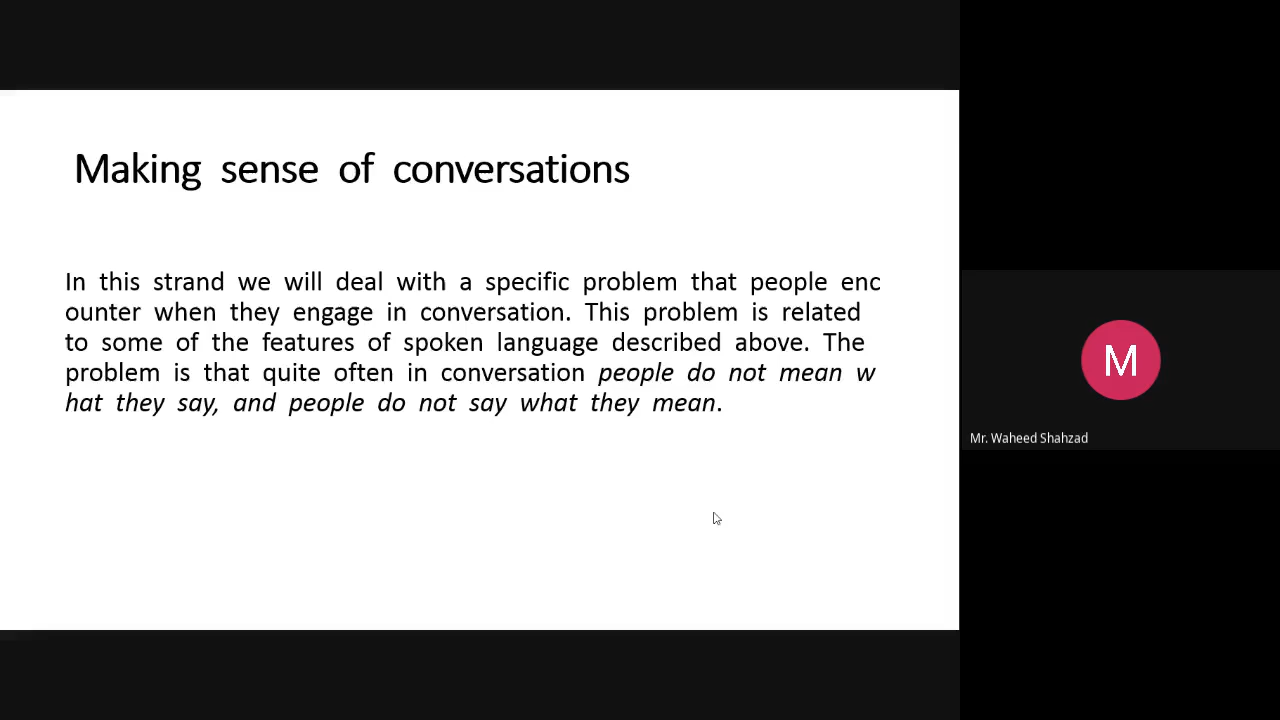 Making sense of conversations
In this strand we will deal with a specific problem that people enc
ounter when they engage in conversation. This problem is related
to some of the features of spoken language described above. The
problem is that quite often in conversation people do not mean w
hat they say, and people do not say what they mean.
M
Mr. Waheed Shahzad